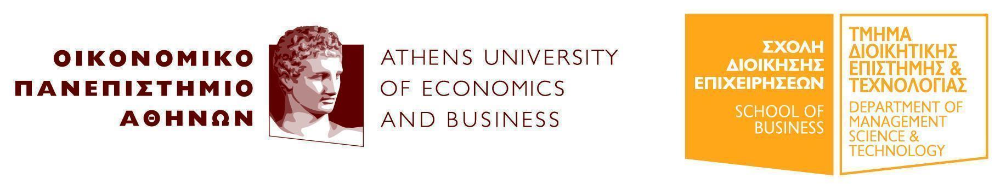 ΟΙΚΟΝΟΜΙΚΟ
ΠΑΝΕΠΙΣΤΗΜΙΟ
ΑΘΗΝΩΝ
ATHENS UNIVERSITY
OF ECONOMICS
AND BUSINESS
ΣΧΟΛΗ
ΔΙΟΙΚΗΣΗΣ
ΕΠΙΧΕΙΡΗΣΕΩΝ
SCHOOL OF
BUSINESS
ΤΜΗΜΑ
ΔΙΟΙΚΗΤΙΚΗΣ
ΕΠΙΣΤΗΜΗΣ &
ΤΕΧΝΟΛΟΓΙΑΣ
DEPARTMENT OF
MANAGEMENT
SCIENCE &
TECHNOLOGY